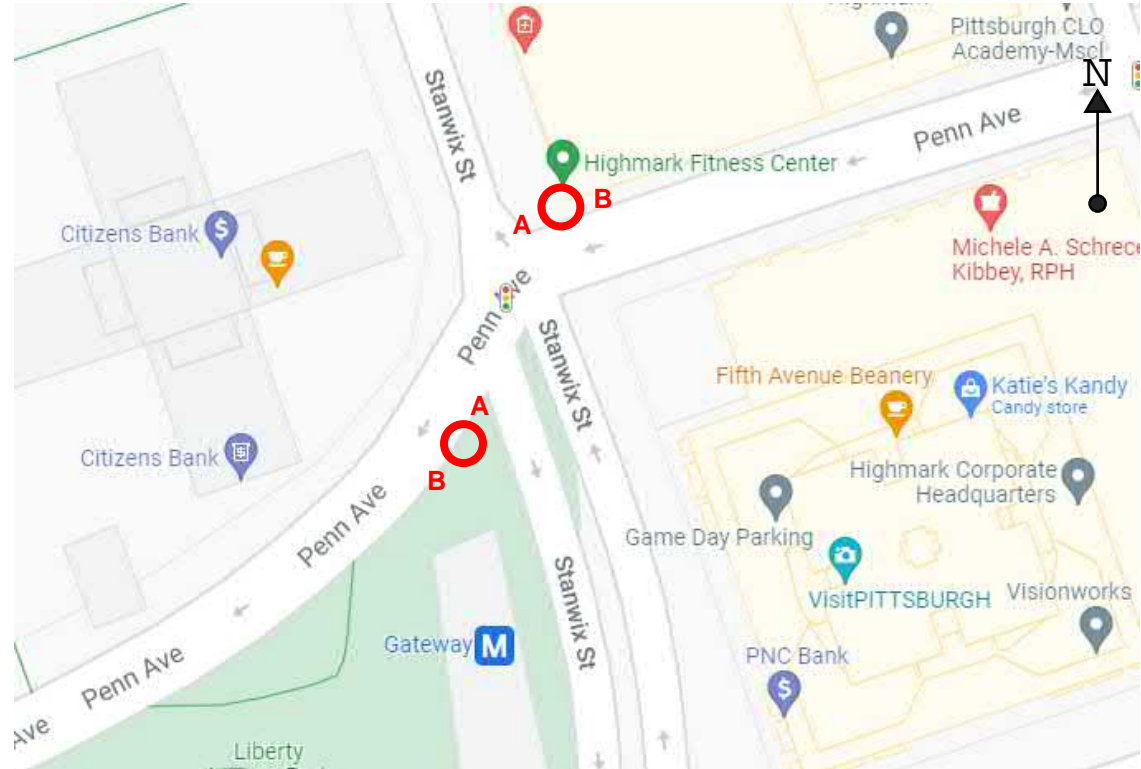 Pittsburgh CLO
Academy-Mscl
N
Stanwix St
Penn Ave
Highmark Fitness Center
B
A
Citizens Bank
$
Michele A. Schrece
Kibbey, RPH
Penn Ave
Stanwix St
Fifth Avenue Beanery
Katie's Kandy
Candy store
A
B
Citizens Bank
$
Highmark Corporate
Headquarters
Penn Ave
Game Day Parking
Stanwix St
VisitPITTSBURGH
Visionworks
Gateway
M
PNC Bank
$
Penn Ave
Ave
Liberty